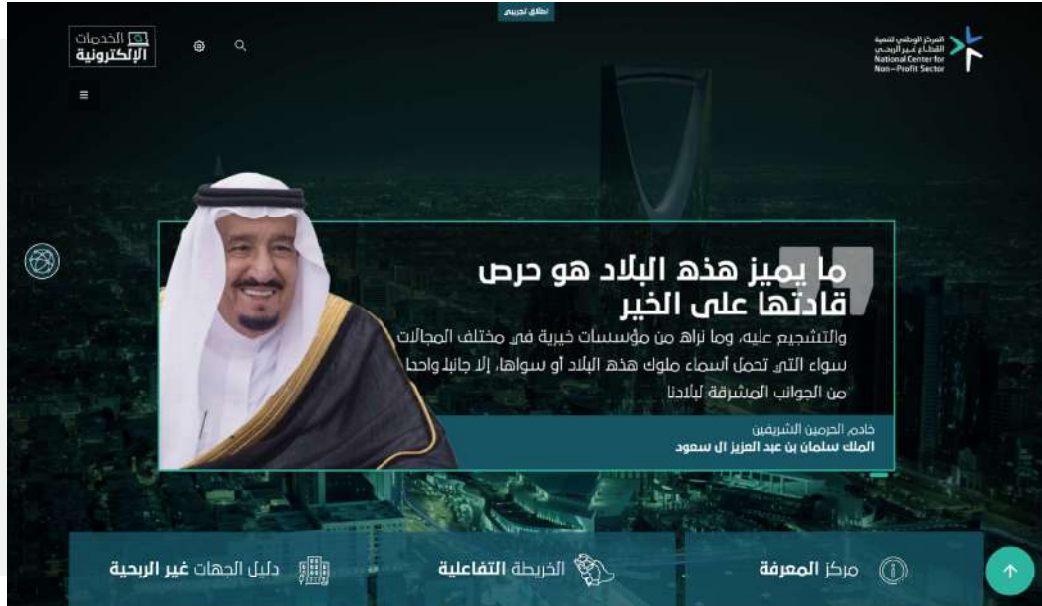 إطلاق تجريبي
المركز الوطني لتنمية
القطاع غير الربحي
National Center for
Non-Profit Sector
الخدمات
الإلكترونية
ما يميز هذه البلاد هو حرص
قادتها على الخير
والتشجيع عليه، وما نراه من مؤسسات خيرية في مختلف المجالات
سواء التي تحمل أسماء ملوك هذه البلاد أو سواها، إلا جانبا واحدا
من الجوانب المشرقة لبلادنا
خادم الحرمين الشريفين
الملك سلمان بن عبد العزيز ال سعود
مركز المعرفة
الخريطة التفاعلية
دليل الجهات غير الربحية